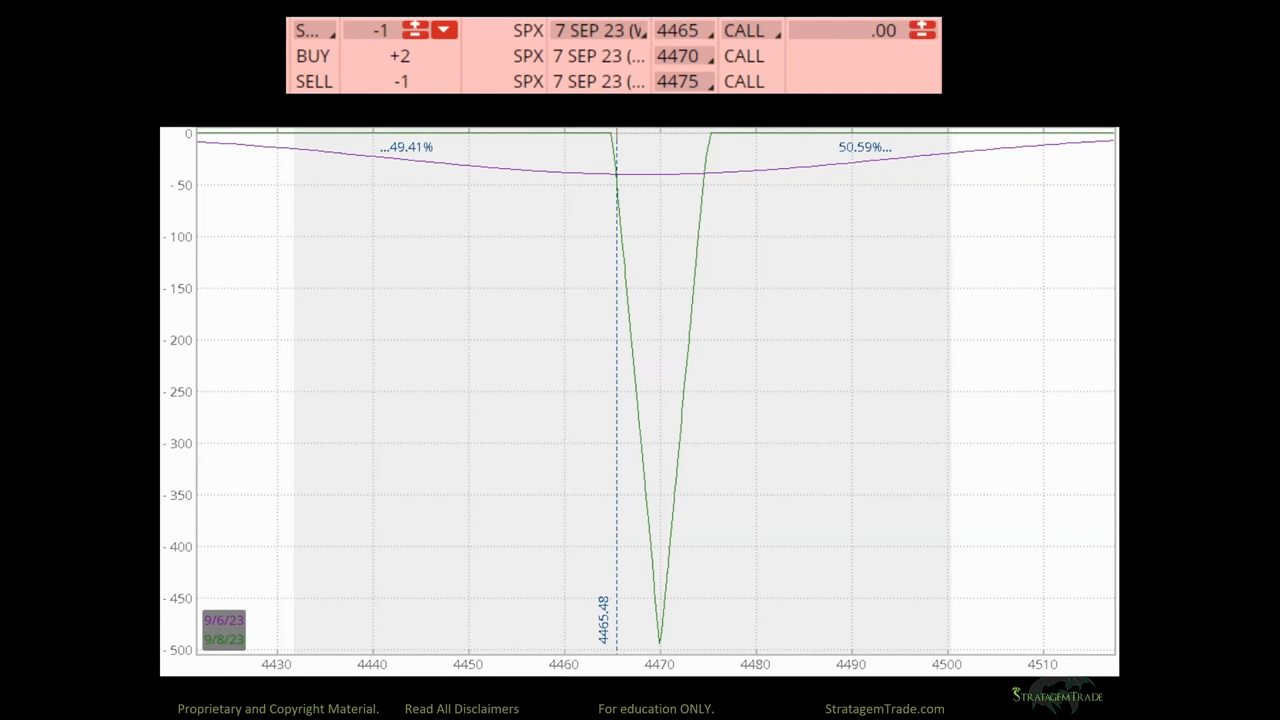 S... -1 SPX 7 SEP 23 (V 4465 CALL .00
BUY +2 SPX 7 SEP 23 (... 4470 CALL
SELL -1 SPX 7 SEP 23 (... 4475 CALL
0
...49.41%
50.59%...
- 50
- 100
- 150
- 200
- 250
- 300
- 350
- 400
- 450
- 500
4465.48
9/6/23
9/8/23
4430 4440 4450 4460 4470 4480 4490 4500 4510
STRATAGEMTRADE
Proprietary and Copyright Material. Read All Disclaimers For education ONLY. StratagemTrade.com